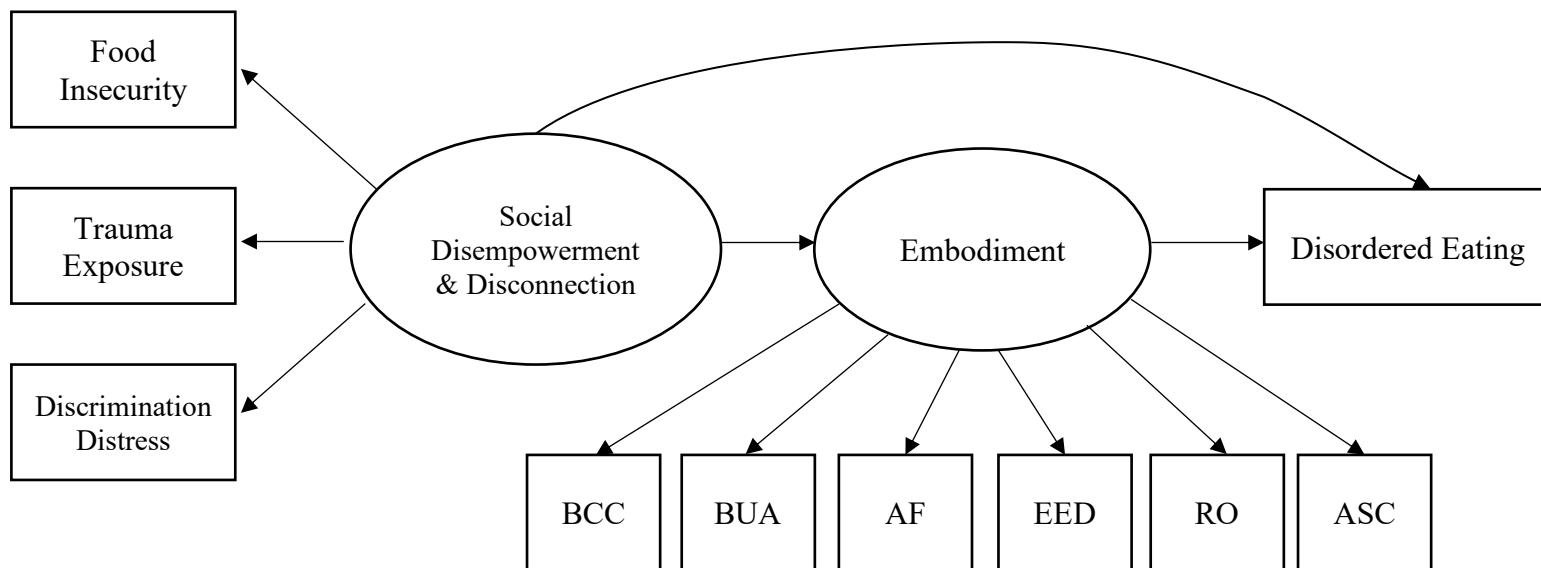 Food
Insecurity
Trauma
Exposure
Discrimination
Distress
Social
Disempowerment
& Disconnection
Embodiment
Disordered Eating
BCC
BUA
AF
EED
RO
ASC